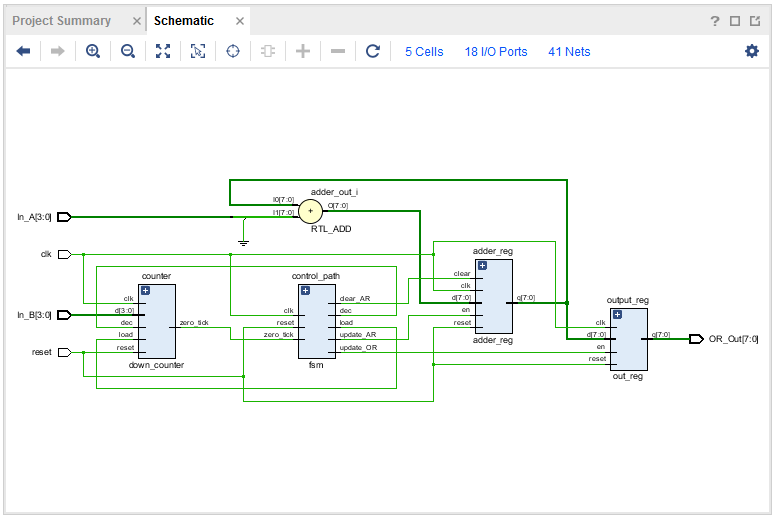 Project Summary
Schematic
5 Cells 18 I/O Ports 41 Nets
adder_out_i
I0[7:0]
I1[7:0]
O[7:0]
+
RTL_ADD
In_A[3:0]
clk
In_B[3:0]
reset
counter
clk
d[3:0]
dec
load
reset
zero_tick
down_counter
control_path
clk
reset
zero_tick
clear_AR
dec
load
update_AR
update_OR
fsm
adder_reg
clear
clk
d[7:0]
en
reset
q[7:0]
adder_reg
output_reg
clk
d[7:0]
en
reset
q[7:0]
out_reg
OR_Out[7:0]